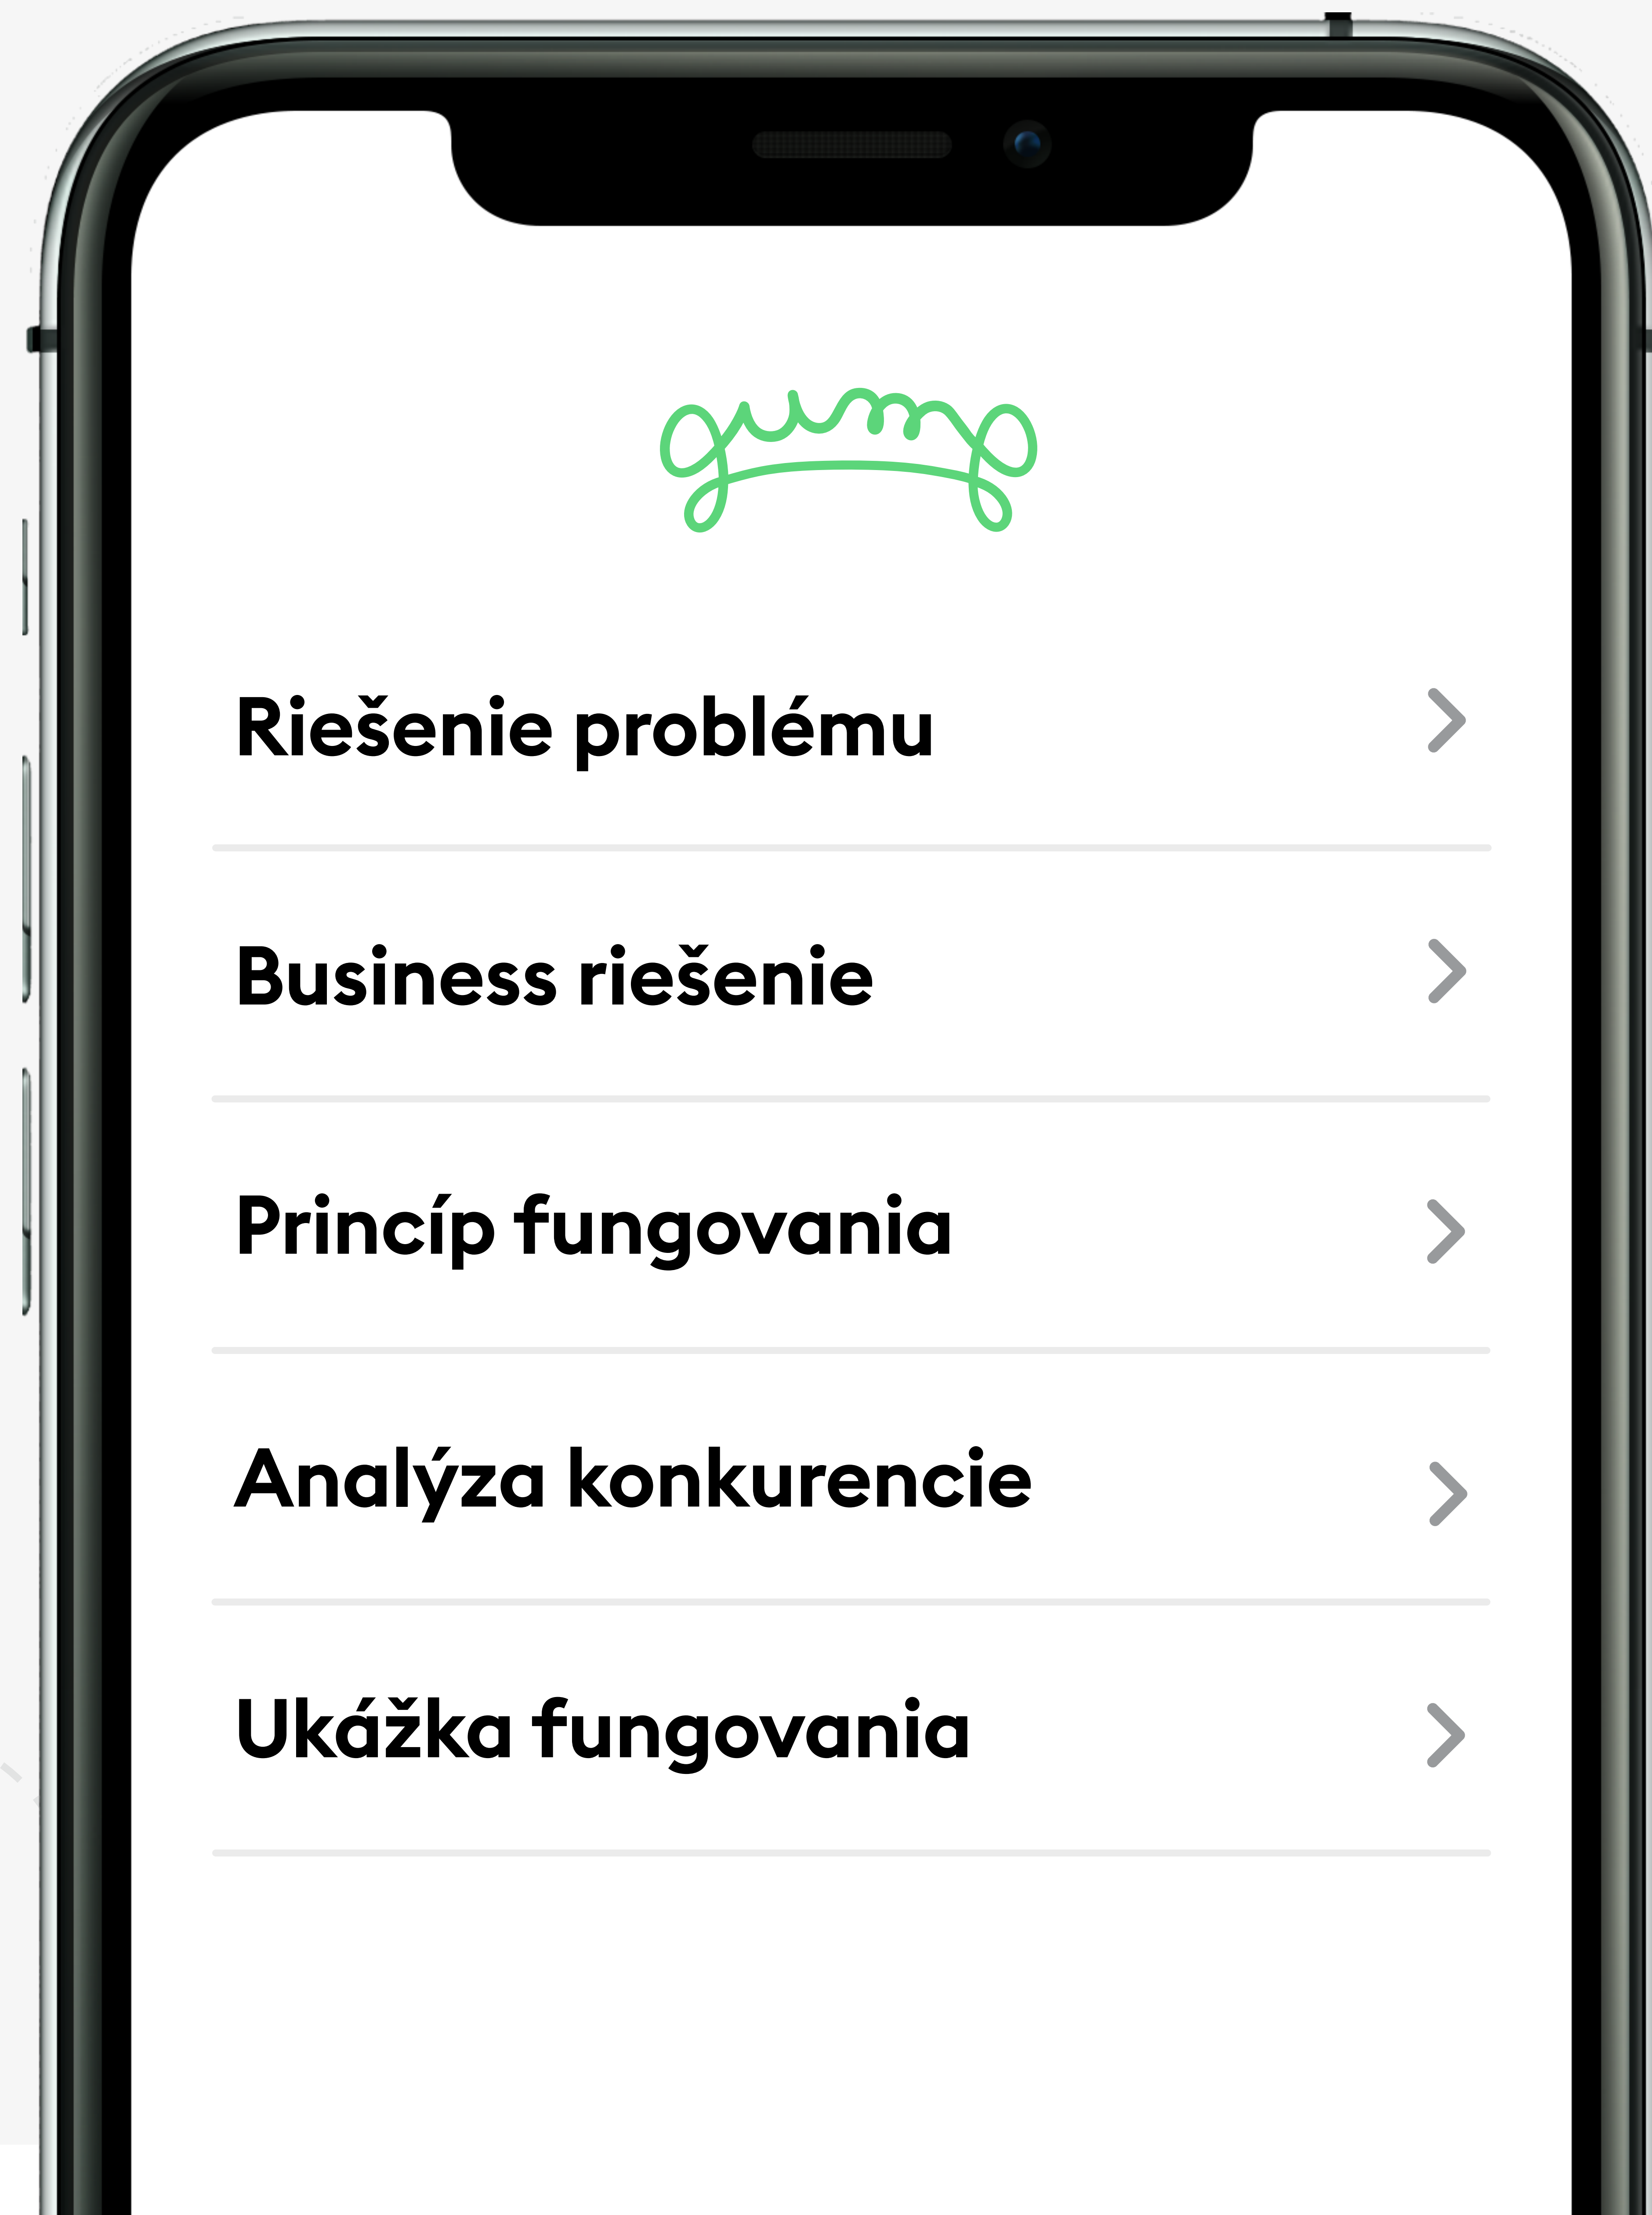 gump
Riešenie problému
Business riešenie
Princíp fungovania
Analýza konkurencie
Ukážka fungovania